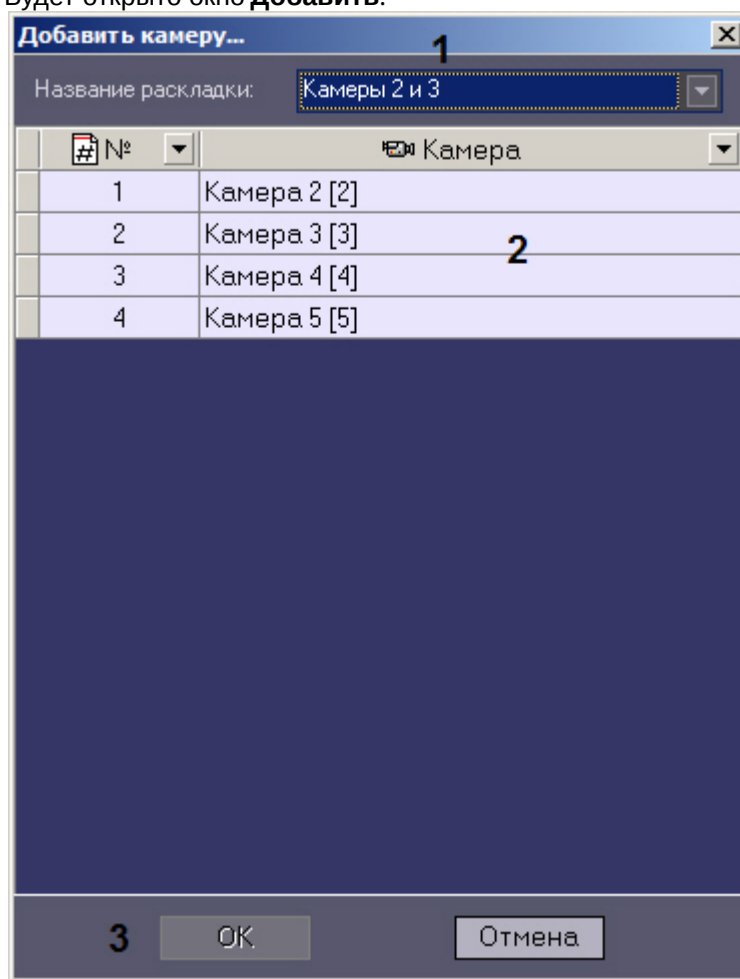 Будет открыто окно Добавить.
Добавить камеру...
1
Название раскладки: Камеры 2 и 3
# № Камера
1 Камера 2 [2]
2 Камера 3 [3]
2
3 Камера 4 [4]
4 Камера 5 [5]
3 OK Отмена